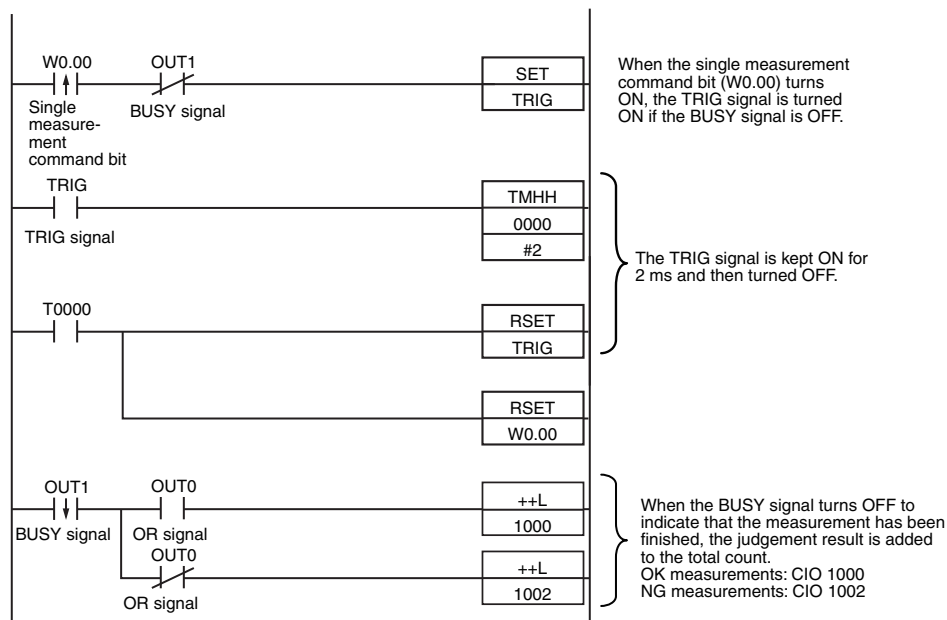 W0.00
OUT1
SET
TRIG
Single
measure-
ment
command bit
BUSY signal
When the single measurement
command bit (W0.00) turns
ON, the TRIG signal is turned
ON if the BUSY signal is OFF.
TRIG
TRIG signal
TMHH
0000
#2
The TRIG signal is kept ON for
2 ms and then turned OFF.
T0000
RSET
TRIG
RSET
W0.00
OUT1
BUSY signal
OUT0
OR signal
++L
1000
OUT0
OR signal
++L
1002
When the BUSY signal turns OFF to
indicate that the measurement has been
finished, the judgement result is added
to the total count.
OK measurements: CIO 1000
NG measurements: CIO 1002